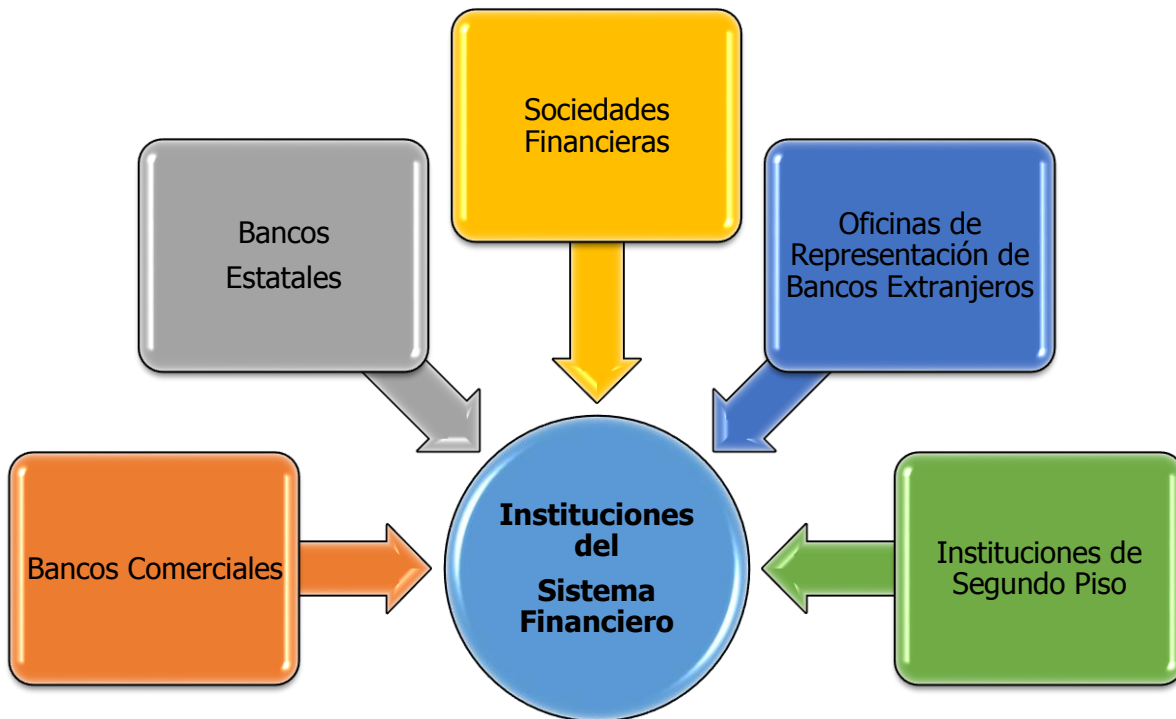 Sociedades
Financieras
Bancos
Estatales
Oficinas de
Representación de
Bancos Extranjeros
Bancos Comerciales
Instituciones
del
Sistema
Financiero
Instituciones de
Segundo Piso